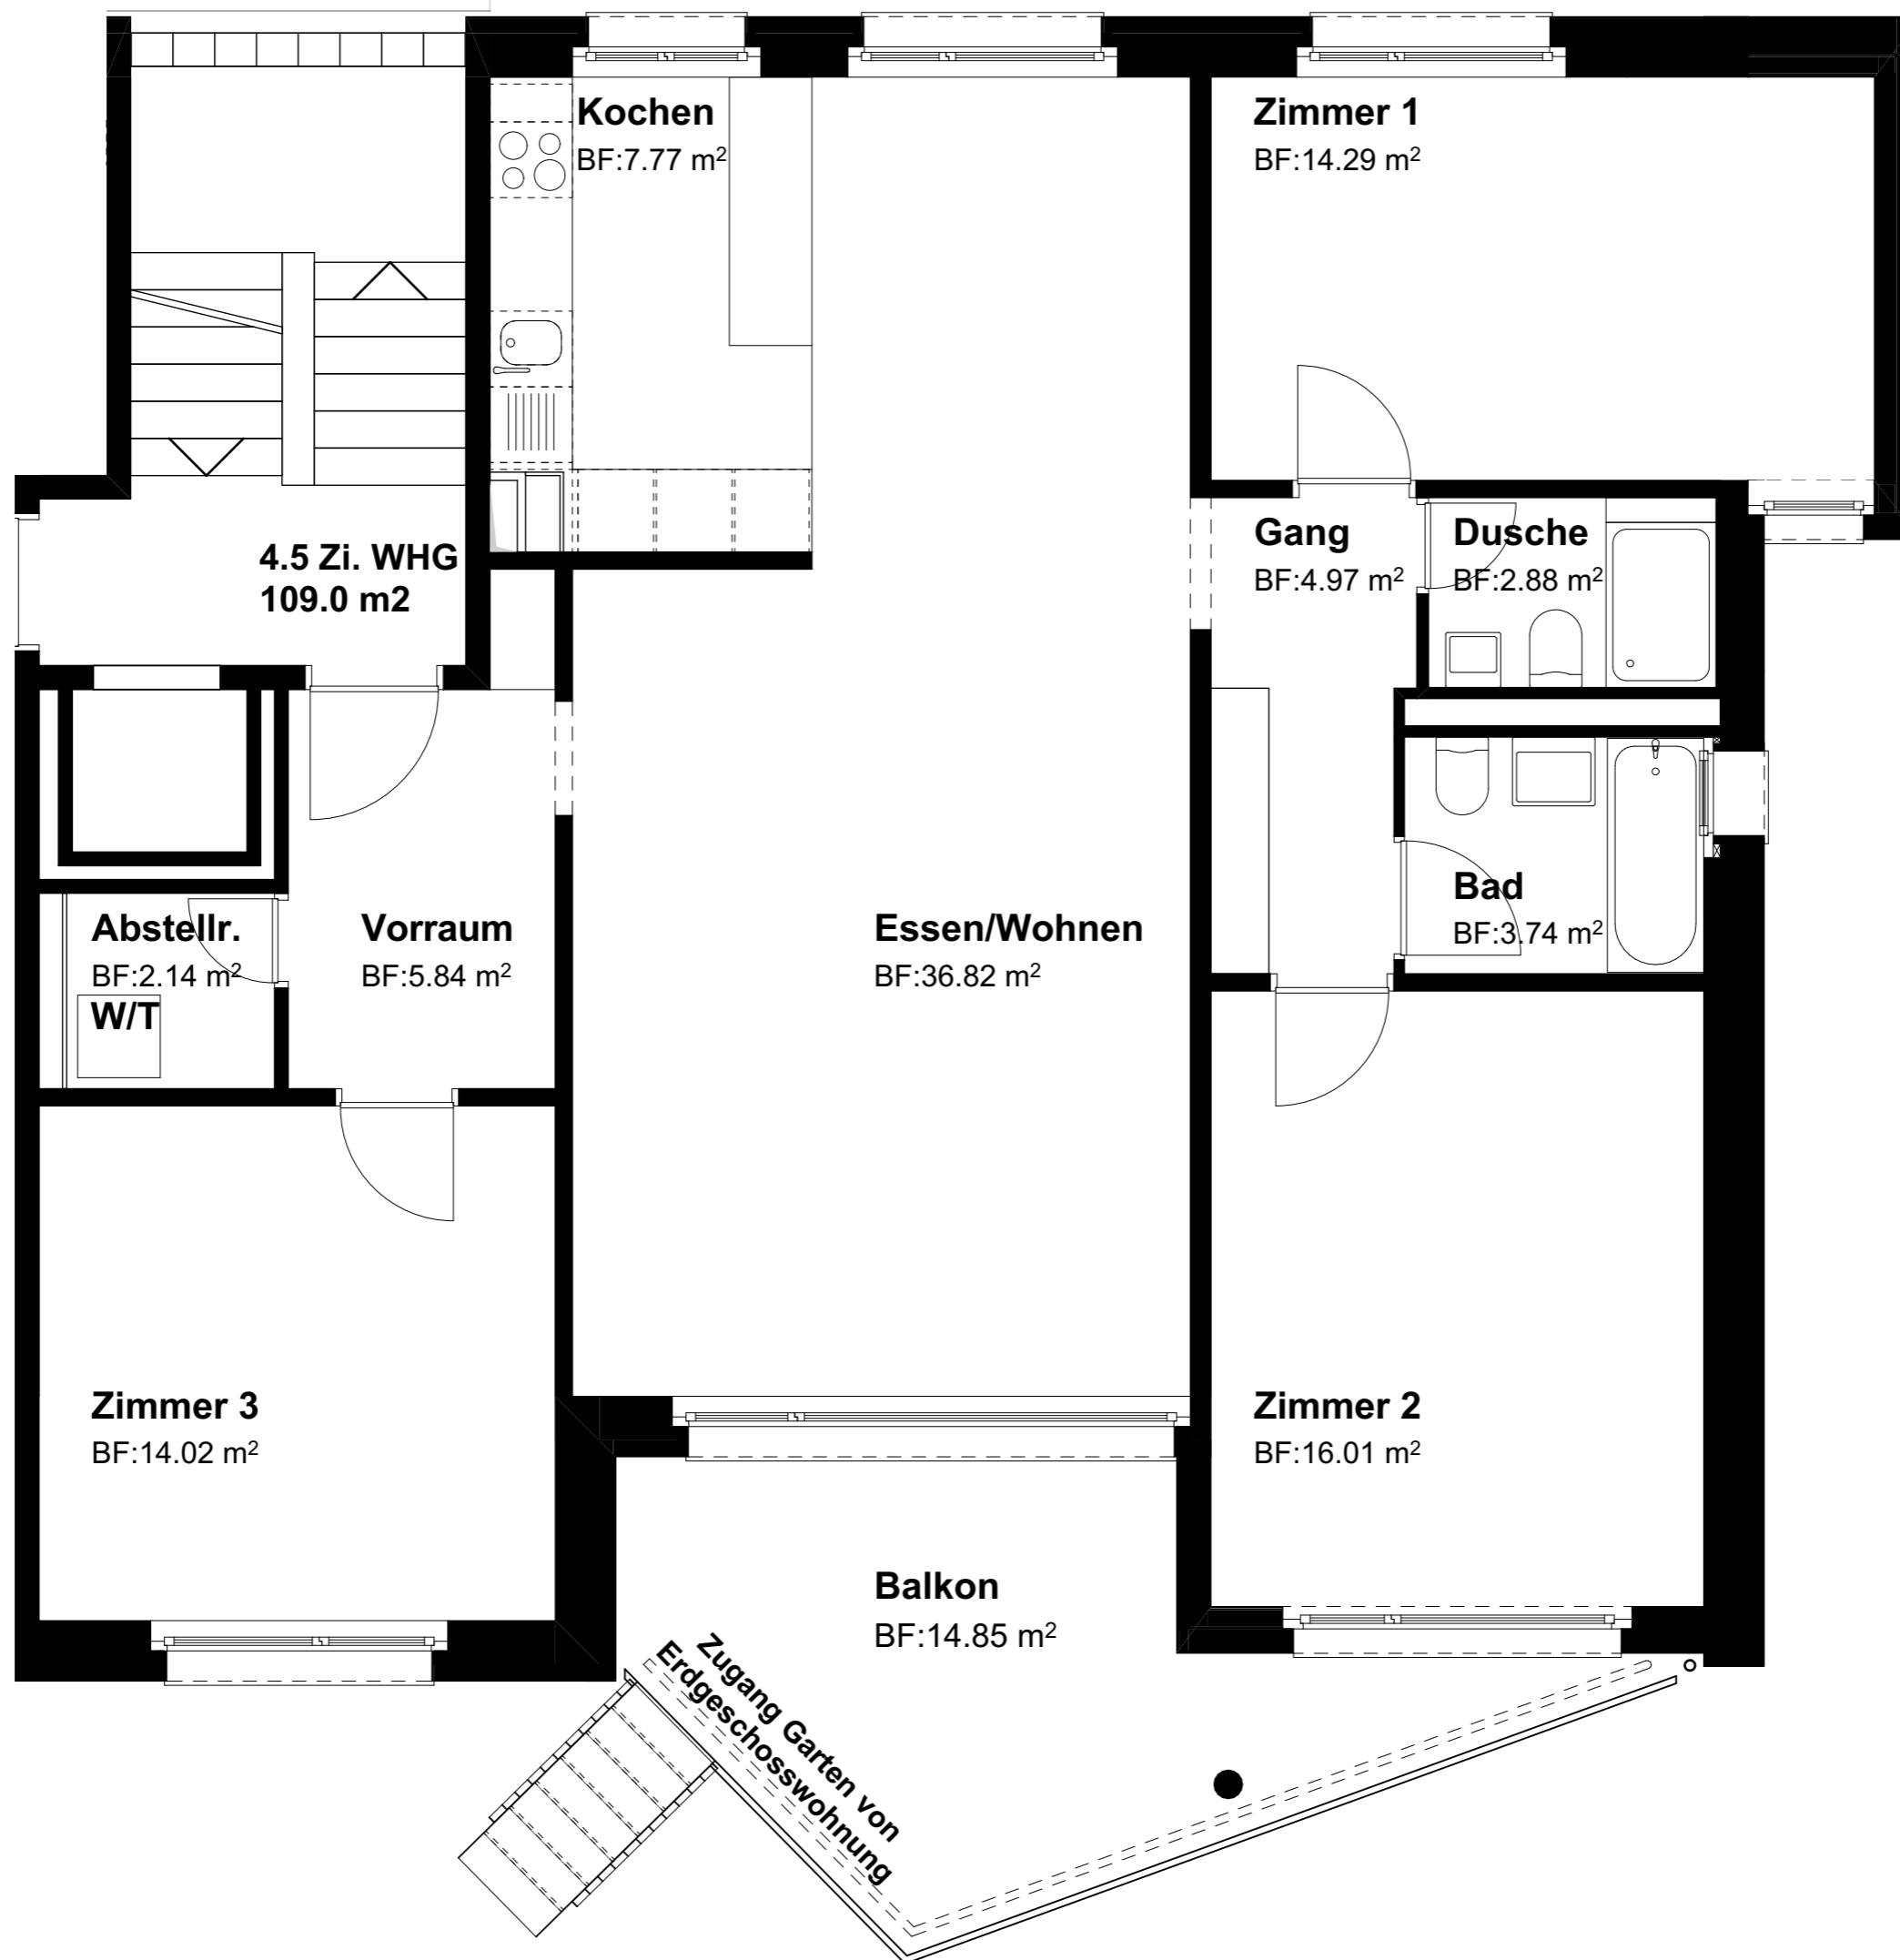 Kochen
BF:7.77 m²
Zimmer 1
BF:14.29 m²
4.5 Zi. WHG
109.0 m2
Gang
BF:4.97 m²
Dusche
BF:2.88 m²
Abstellr.
BF:2.14 m²
W/T
Vorraum
BF:5.84 m²
Essen/Wohnen
BF:36.82 m²
Bad
BF:3.74 m²
Zimmer 3
BF:14.02 m²
Zimmer 2
BF:16.01 m²
Balkon
BF:14.85 m²
Zugang Garten von
Erdgeschosswohnung